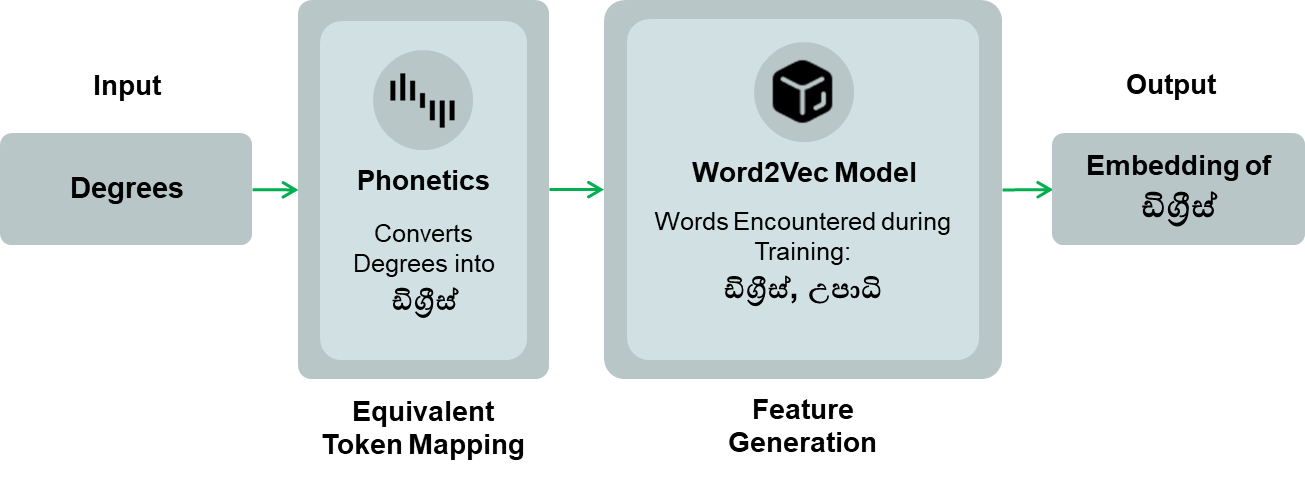 Input
Degrees
Phonetics
Converts
Degrees into
ඩිග්‍රීස්
Equivalent
Token Mapping
Word2Vec Model
Words Encountered during
Training:
ඩිග්‍රීස්, උපාධි
Feature
Generation
Output
Embedding of
ඩිග්‍රීස්